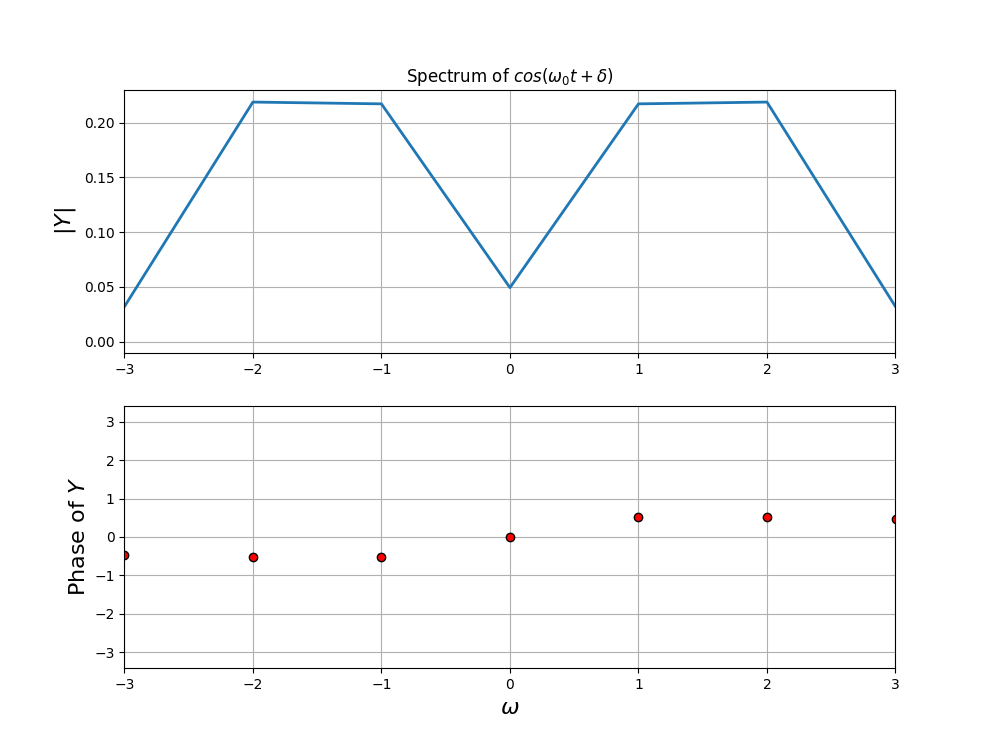 Spectrum of cos(ω₀t + δ)
|Y|
0.20
0.15
0.10
0.05
0.00
−3 −2 −1 0 1 2 3
Phase of Y
3
2
1
0
−1
−2
−3
−3 −2 −1 0 1 2 3
ω